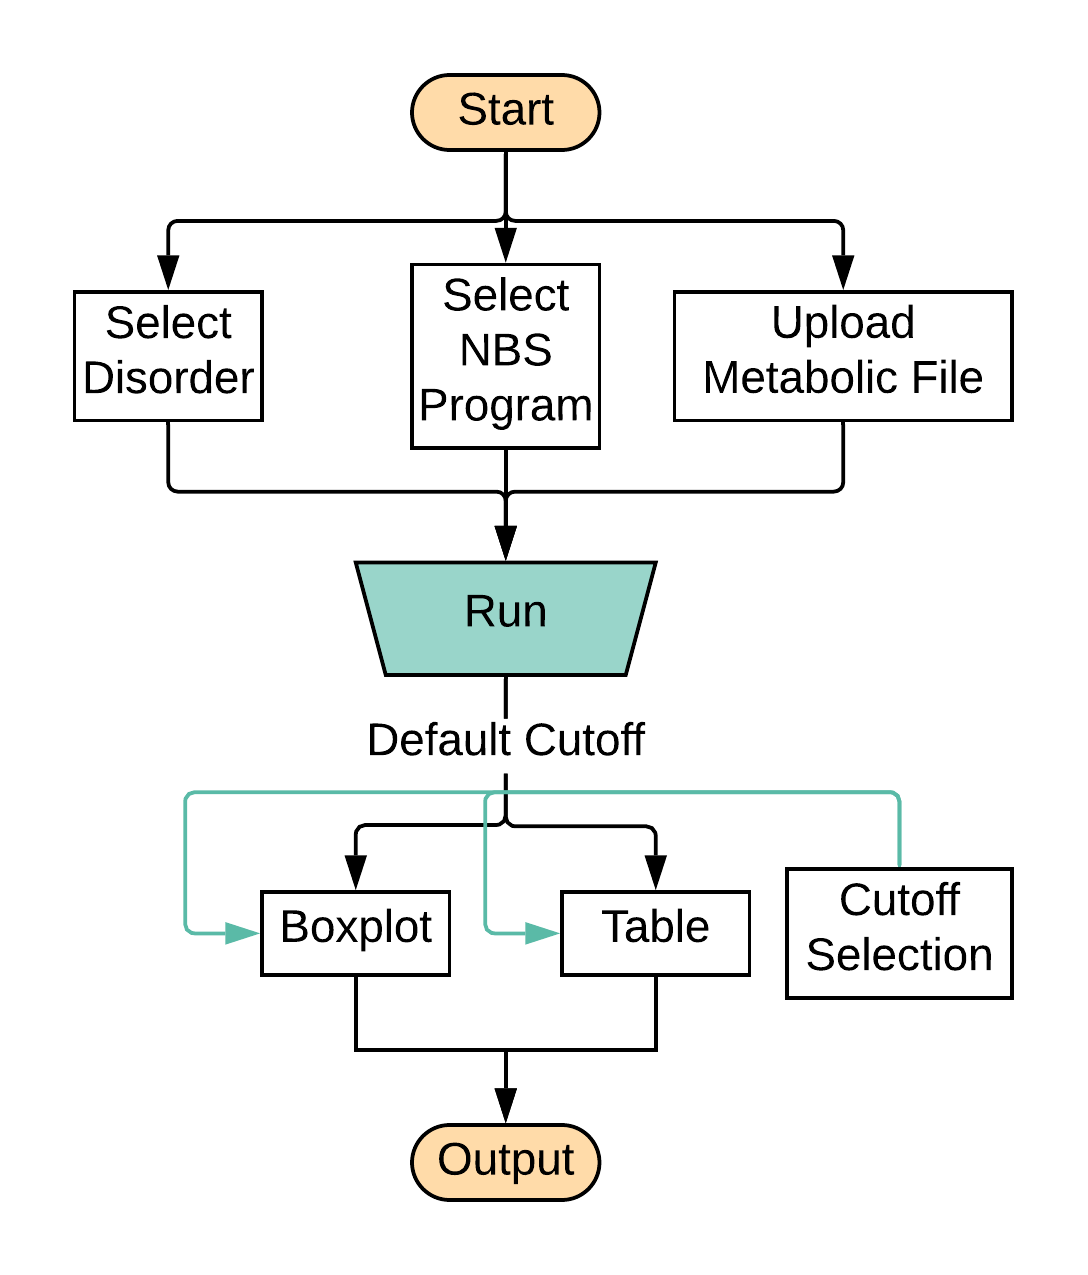 Start
Select
Disorder
Select
NBS
Program
Upload
Metabolic File
Run
Default Cutoff
Boxplot
Table
Cutoff
Selection
Output